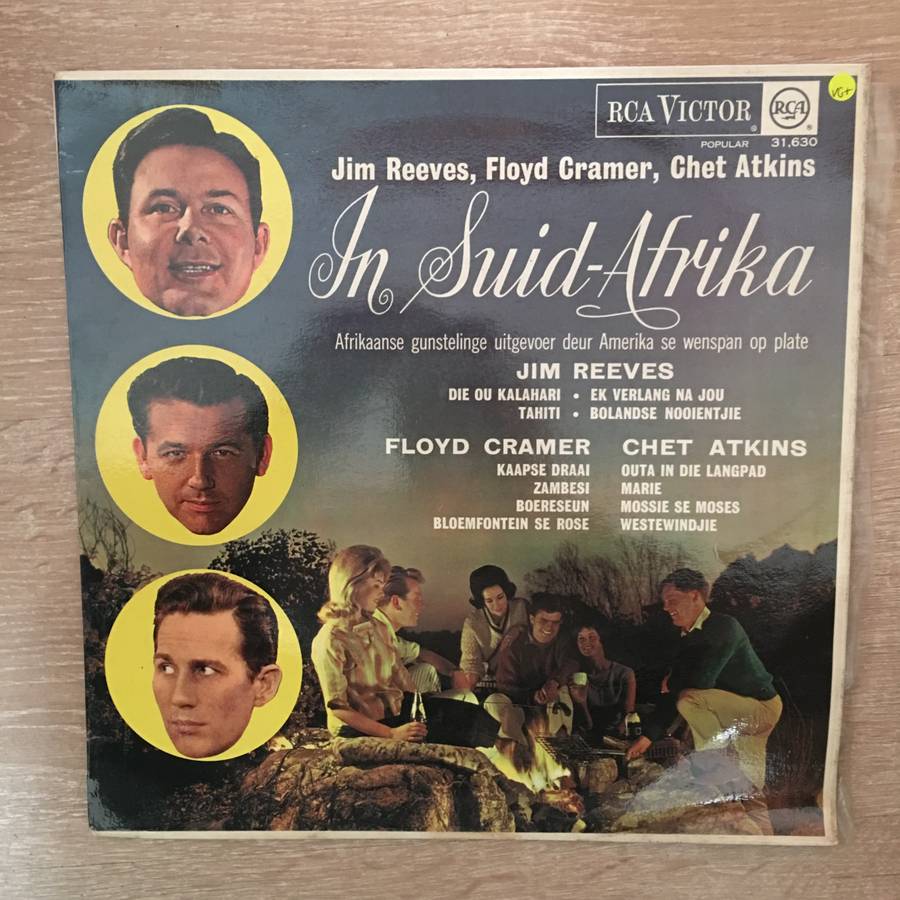 VG+
RCA VICTOR
RCA
POPULAR 31,630
Jim Reeves, Floyd Cramer, Chet Atkins
In Suid-Afrika
Afrikaanse gunstelinge uitgevoer deur Amerika se wenspan op plate
JIM REEVES
DIE OU KALAHARI • EK VERLANG NA JOU
TAHITI • BOLANDSE NOOIENTJIE
FLOYD CRAMER
KAAPSE DRAAI
ZAMBESI
BOERESEUN
BLOEMFONTEIN SE ROSE
CHET ATKINS
OUTA IN DIE LANGPAD
MARIE
MOSSIE SE MOSES
WESTEWINDJIE